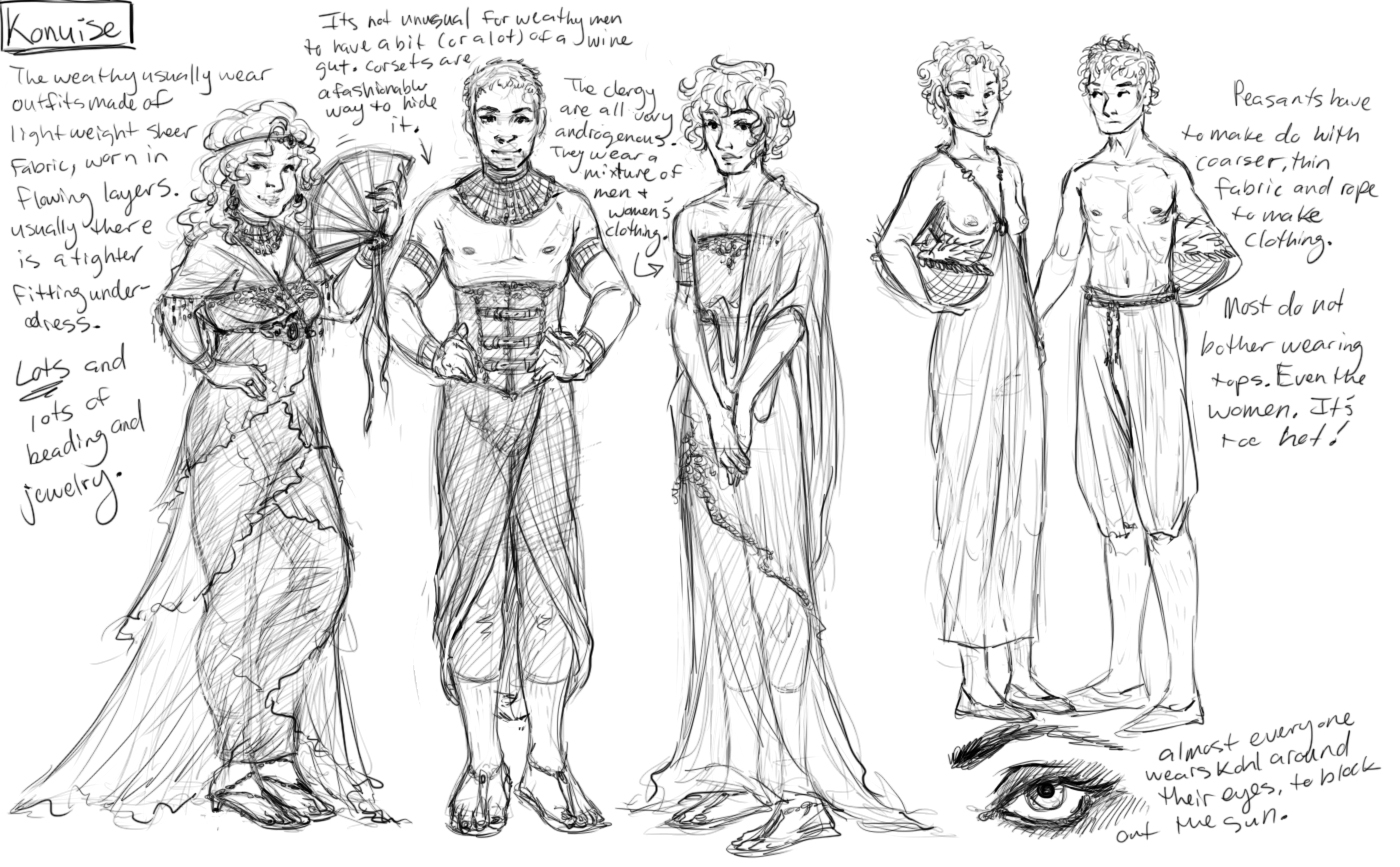 Konuise
The weathy usually wear
outfits made of
light weight sheer
Fabric, worn in
flowing layers.
usually there
is a tighter
fitting under-
dress.
Lots and
lots of
beading and
jewelry.
Its not unusual for weathy men
to have a bit (or a lot) of a wine
gut. Corsets are
a fashionable
way to hide
it.
The clergy
are all very
androgenous.
They wear a
mixture of
men +
women's
clothing.
Peasants have
to make do with
coarser, thin
fabric and rope
to make
clothing.
Most do not
bother wearing
tops. Even the
women. It's
too hot!
almost everyone
wears Kohl around
their eyes, to block
out the sun.